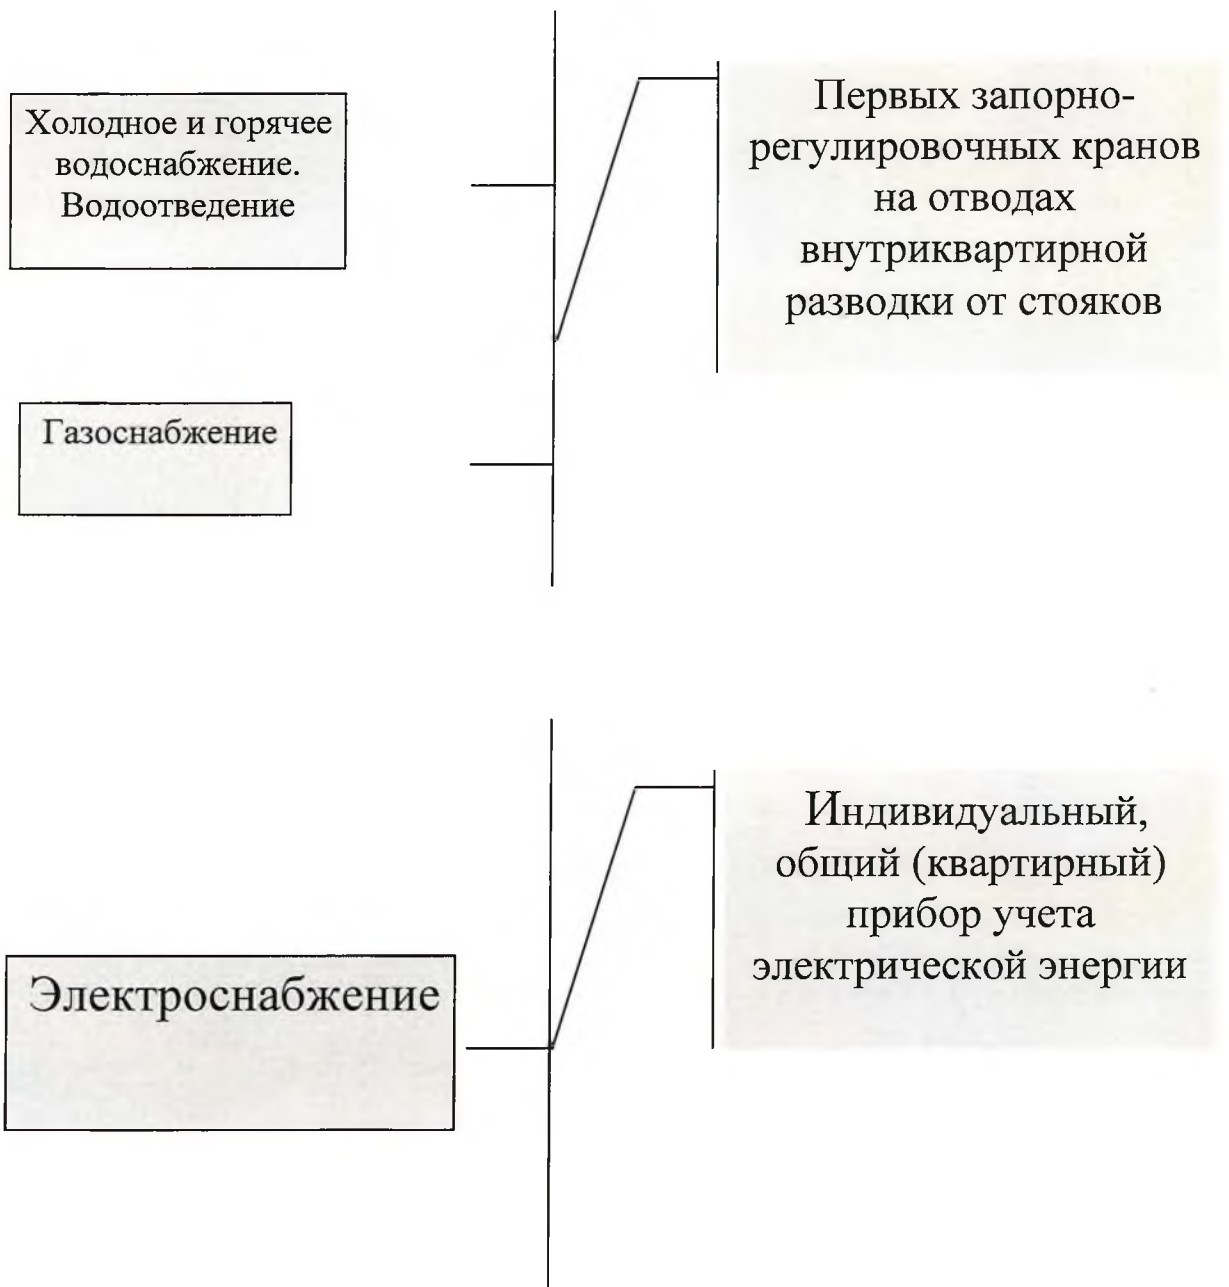 Холодное и горячее
водоснабжение.
Водоотведение
Первых запорно-
регулировочных кранов
на отводах
внутриквартирной
разводки от стояков
Газоснабжение
Индивидуальный,
общий (квартирный)
прибор учета
электрической энергии
Электроснабжение